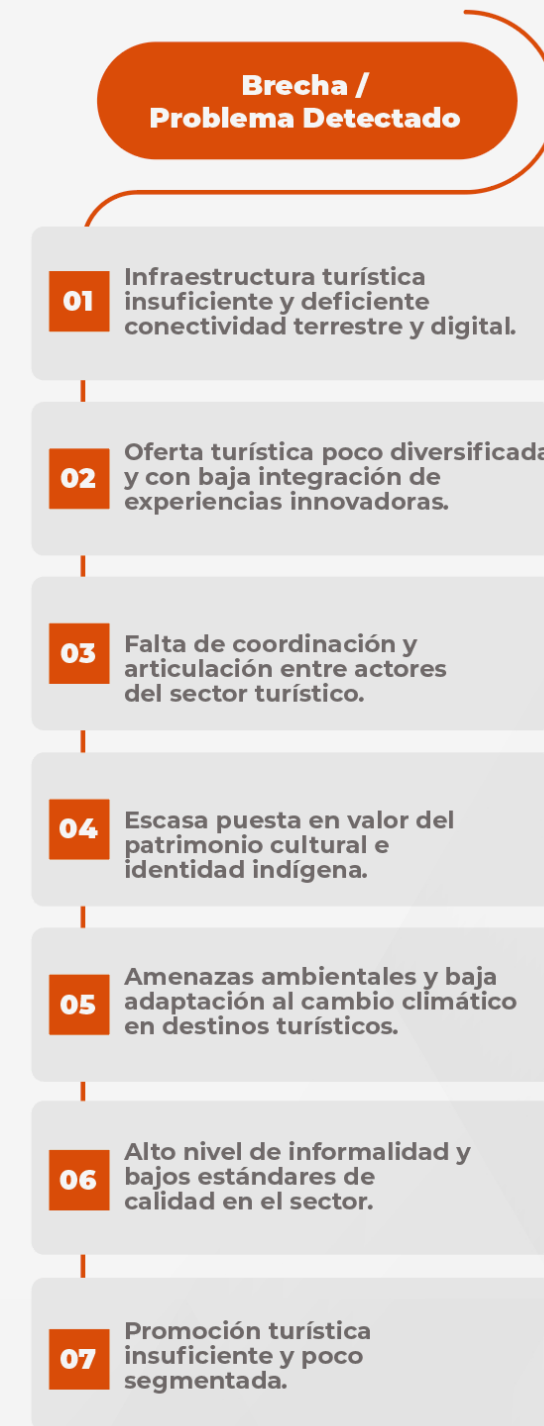 Brecha /
Problema Detectado
01
Infraestructura turística
insuficiente y deficiente
conectividad terrestre y digital.
02
Oferta turística poco diversificada
y con baja integración de
experiencias innovadoras.
03
Falta de coordinación y
articulación entre actores
del sector turístico.
04
Escasa puesta en valor del
patrimonio cultural e
identidad indígena.
05
Amenazas ambientales y baja
adaptación al cambio climático
en destinos turísticos.
06
Alto nivel de informalidad y
bajos estándares de
calidad en el sector.
07
Promoción turística
insuficiente y poco
segmentada.